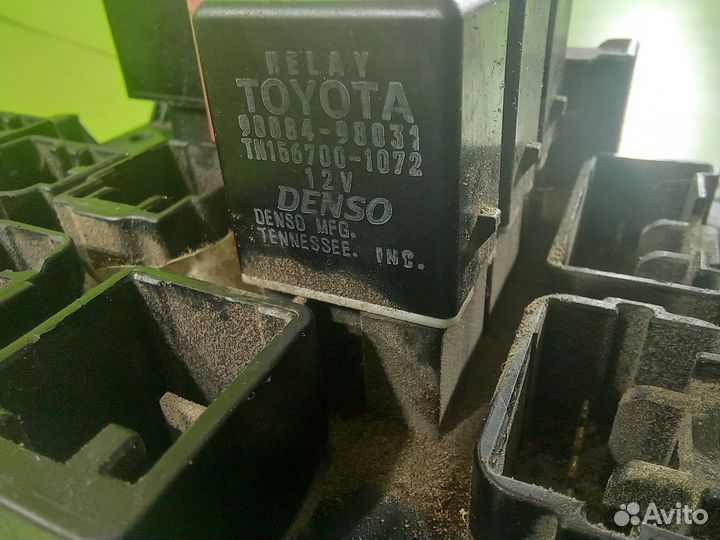 RELAY
TOYOTA
90084-98031
TN156700-1072
12V
DENSO
DENSO MFG.
TENNESSEE. INC.
Avito